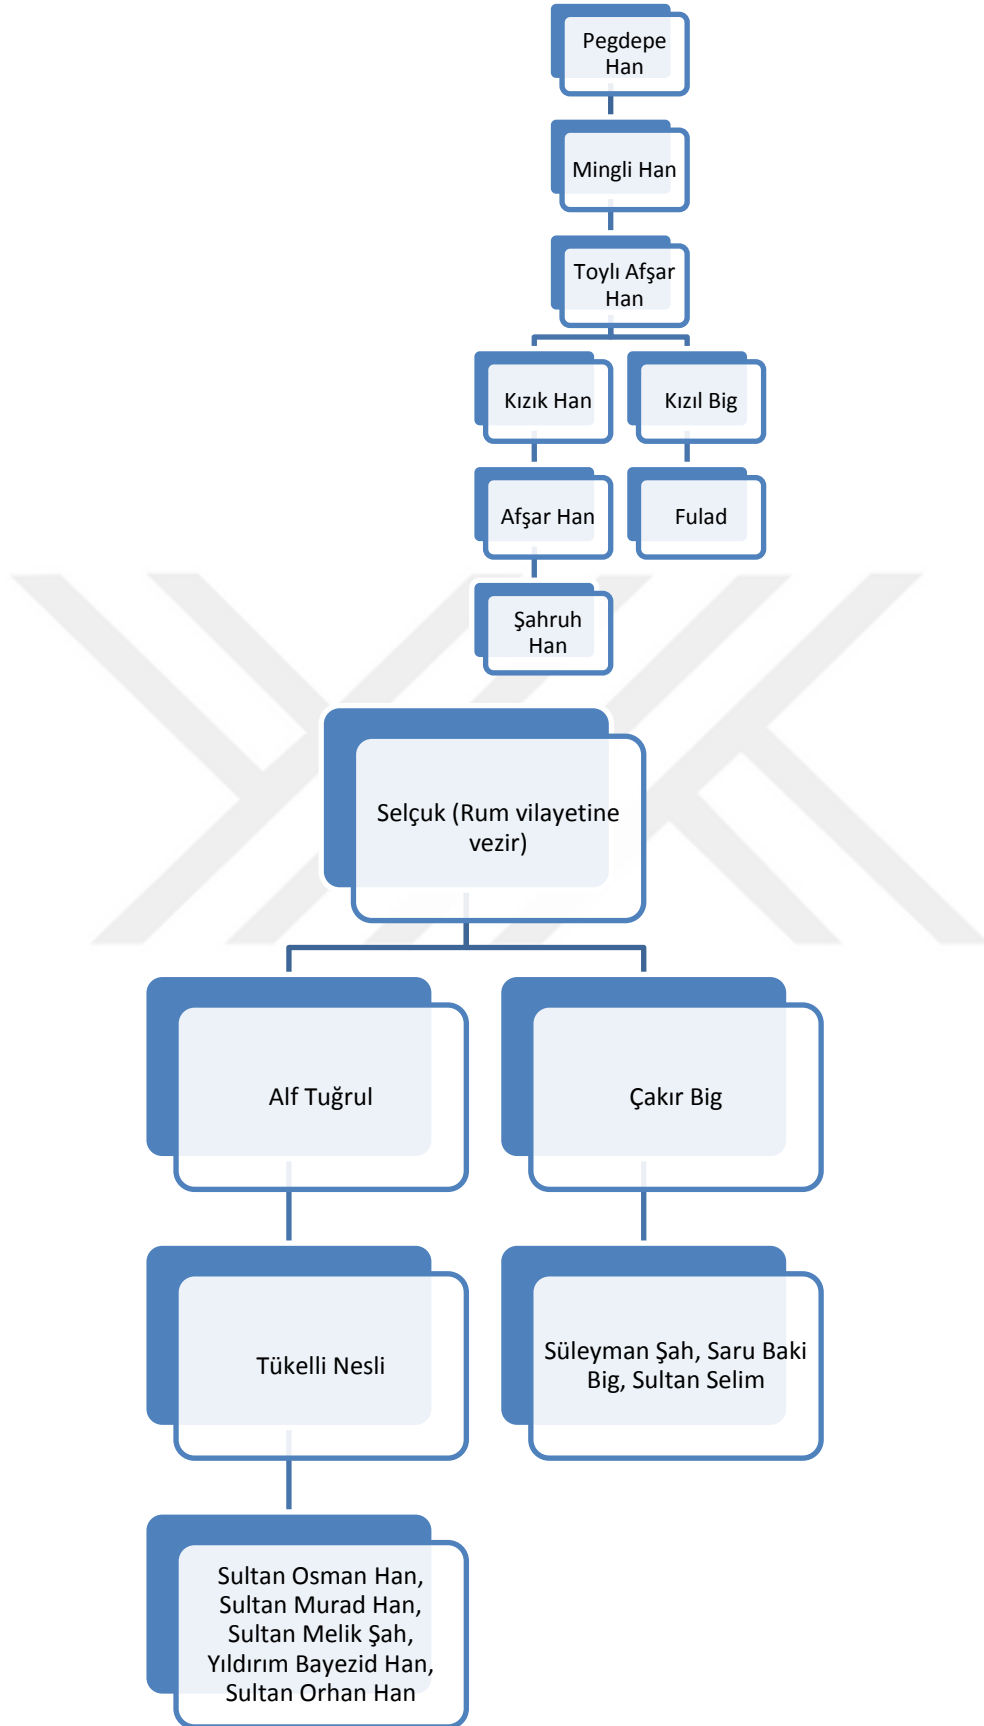 Pegdepe
Han
Mingli Han
Toylı Afşar
Han
Kızık Han
Kızıl Big
Afşar Han
Fulad
Şahruh
Han
Selçuk (Rum vilayetine
vezir)
Alf Tuğrul
Çakır Big
Tükelli Nesli
Süleyman Şah, Saru Baki
Big, Sultan Selim
Sultan Osman Han,
Sultan Murad Han,
Sultan Melik Şah,
Yıldırım Bayezid Han,
Sultan Orhan Han